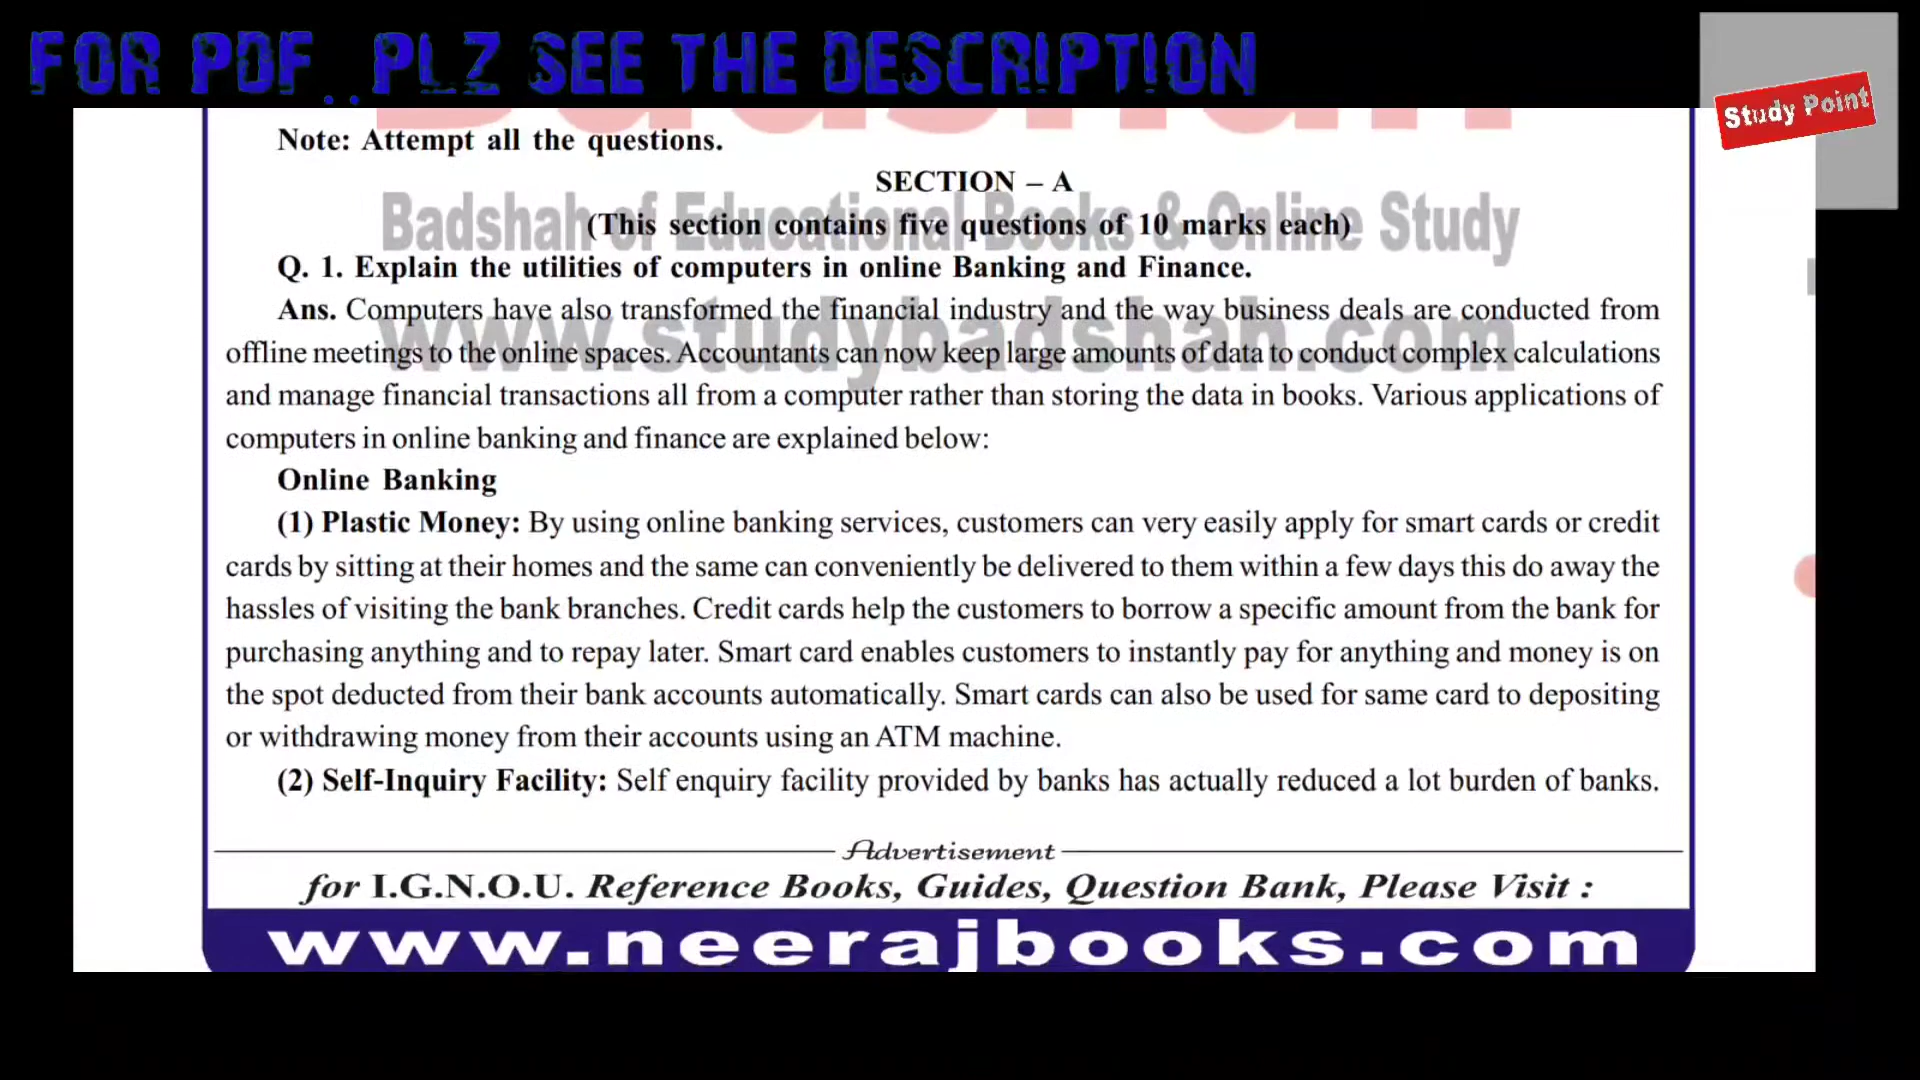 FOR PDF..PLZ SEE THE DESCRIPTION
Study Point
Note: Attempt all the questions.
SECTION – A
Badshah of Educational Books & Online Study
(This section contains five questions of 10 marks each)
Q. 1. Explain the utilities of computers in online Banking and Finance.
Ans. Computers have also transformed the financial industry and the way business deals are conducted from
www.studybadshah.com
offline meetings to the online spaces. Accountants can now keep large amounts of data to conduct complex calculations
and manage financial transactions all from a computer rather than storing the data in books. Various applications of
computers in online banking and finance are explained below:
Online Banking
(1) Plastic Money: By using online banking services, customers can very easily apply for smart cards or credit
cards by sitting at their homes and the same can conveniently be delivered to them within a few days this do away the
hassles of visiting the bank branches. Credit cards help the customers to borrow a specific amount from the bank for
purchasing anything and to repay later. Smart card enables customers to instantly pay for anything and money is on
the spot deducted from their bank accounts automatically. Smart cards can also be used for same card to depositing
or withdrawing money from their accounts using an ATM machine.
(2) Self-Inquiry Facility: Self enquiry facility provided by banks has actually reduced a lot burden of banks.
Advertisement
for I.G.N.O.U. Reference Books, Guides, Question Bank, Please Visit :
www.neerajbooks.com